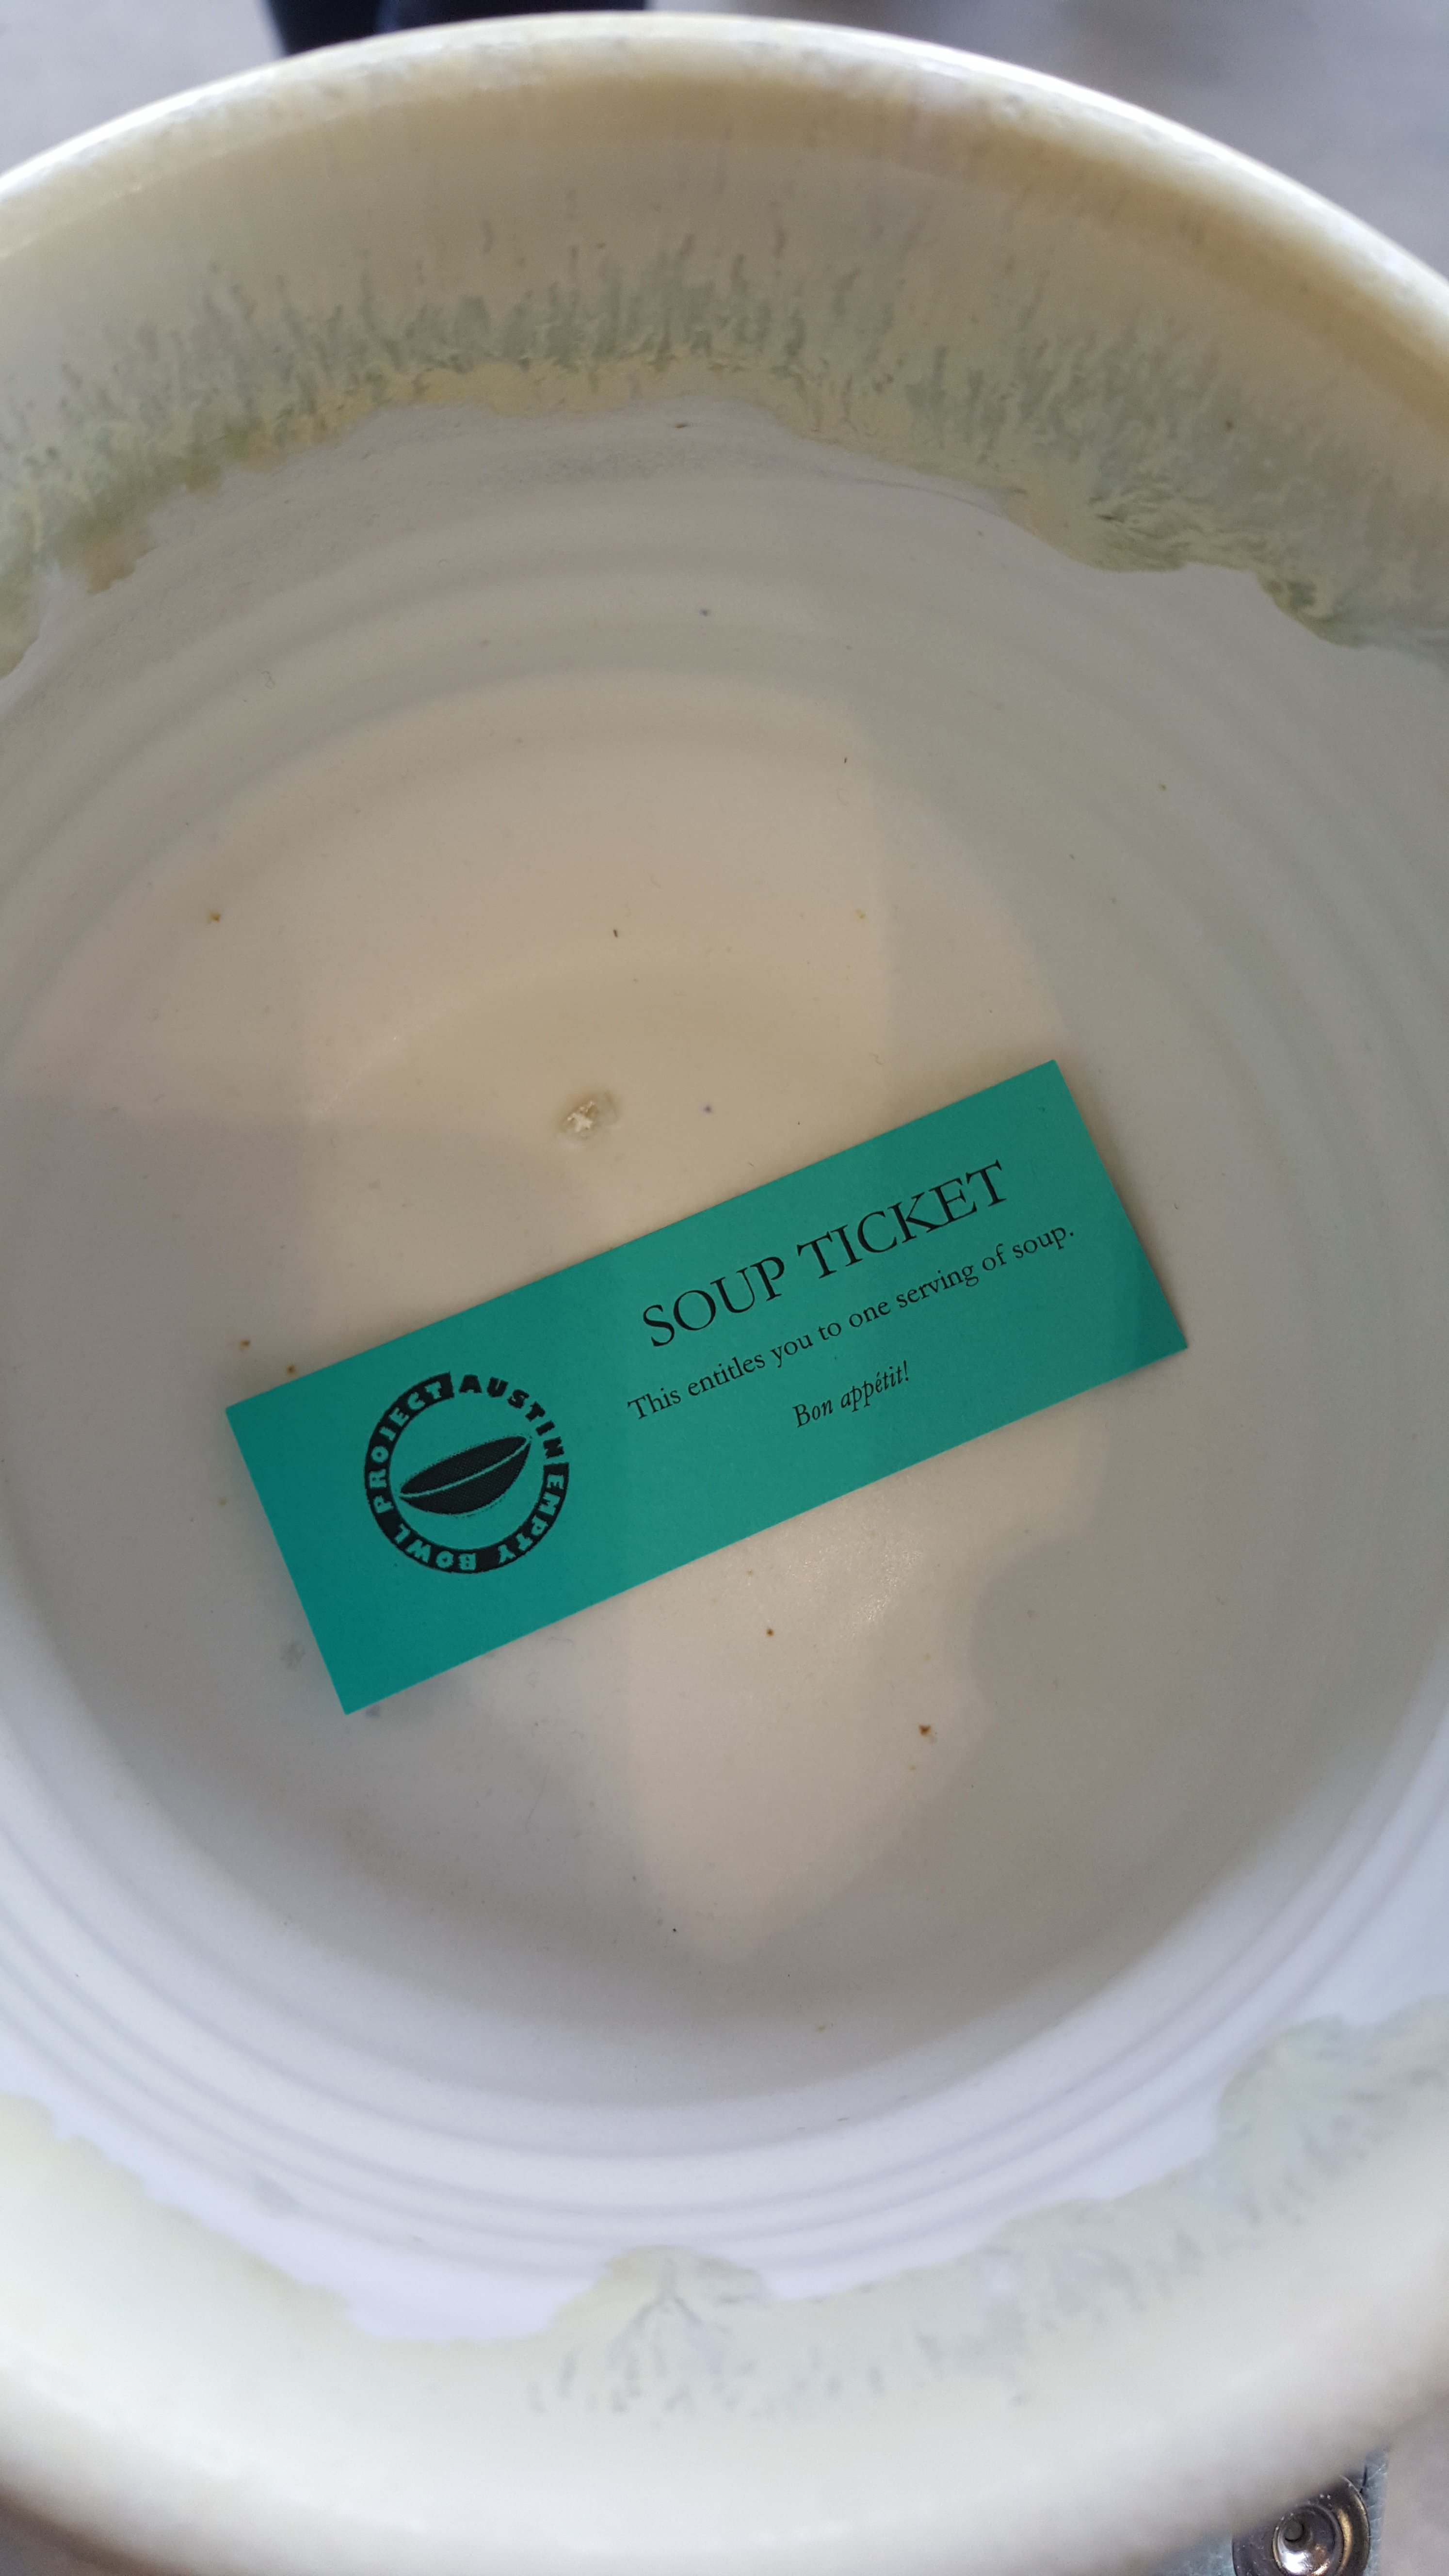 SOUP TICKET
This entitles you to one serving of soup.
Bon appétit!
AUSTIN EMPTY BOWL PROJECT